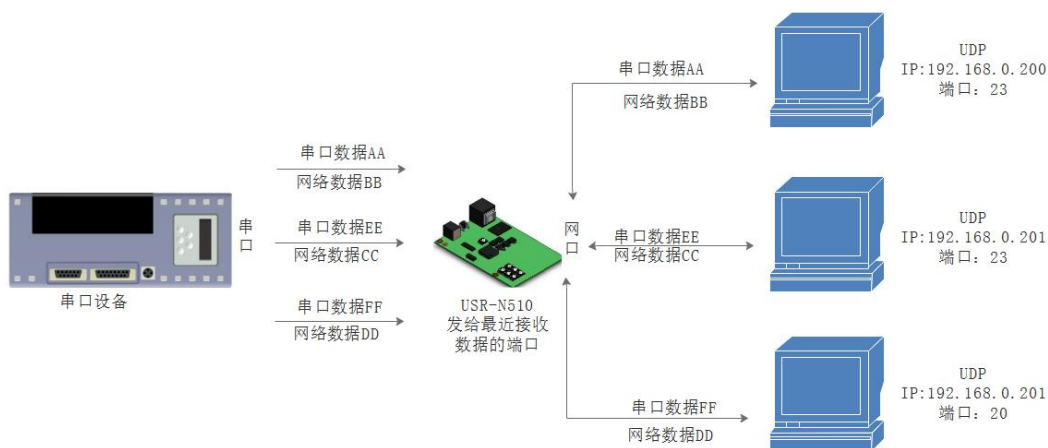 串口数据AA
网络数据BB
UDP
IP:192.168.0.200
端口：23
串口数据AA
网络数据BB
串口
串口数据EE
网络数据CC
网口
串口数据EE
网络数据CC
UDP
IP:192.168.0.201
端口：23
串口设备
串口数据FF
网络数据DD
USR-N510
发给最近接收
数据的端口
串口数据FF
网络数据DD
UDP
IP:192.168.0.201
端口：20